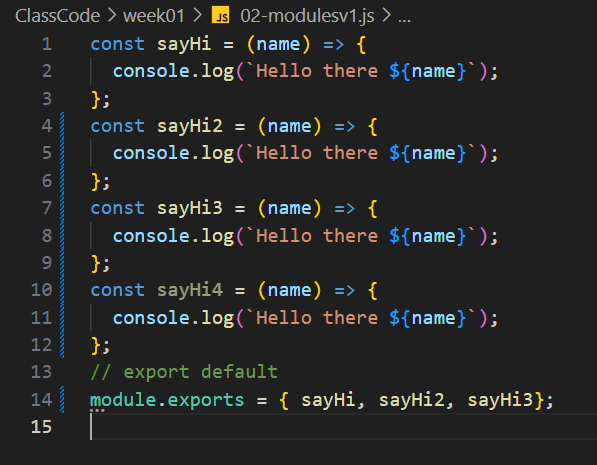 ClassCode > week01 > JS 02-modulesv1.js > ...
1 const sayHi = (name) => {
2   console.log(`Hello there ${name}`);
3 };
4 const sayHi2 = (name) => {
5   console.log(`Hello there ${name}`);
6 };
7 const sayHi3 = (name) => {
8   console.log(`Hello there ${name}`);
9 };
10 const sayHi4 = (name) => {
11   console.log(`Hello there ${name}`);
12 };
13 // export default
14 module.exports = { sayHi, sayHi2, sayHi3};
15